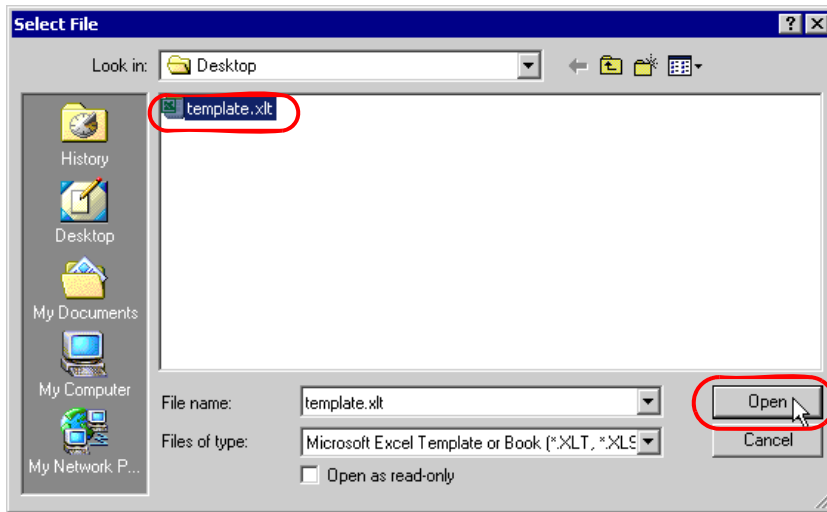 Select File
Look in:
Desktop
template.xlt
History
Desktop
My Documents
My Computer
My Network P...
File name:
template.xlt
Open
Files of type:
Microsoft Excel Template or Book (*.XLT, *.XLS
Cancel
Open as read-only